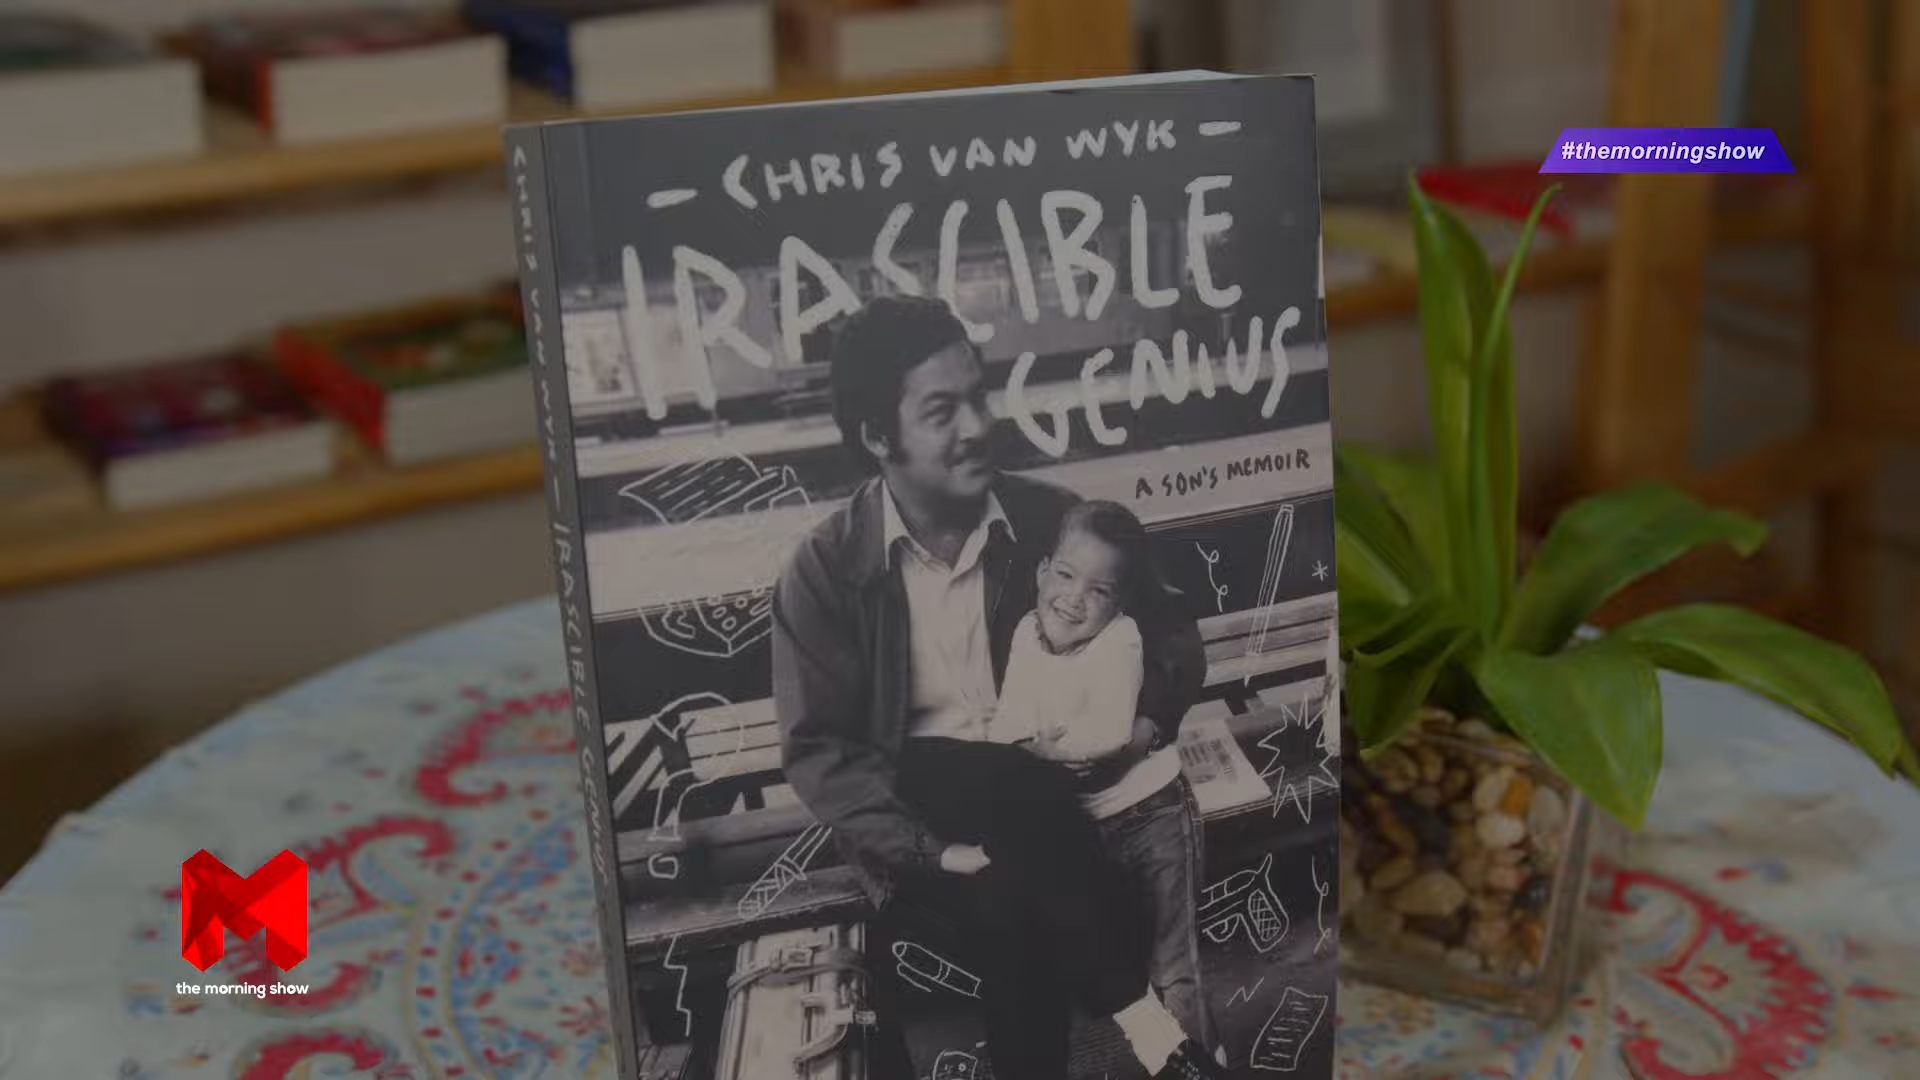 - CHRIS VAN WYK -
IRASCIBLE
GENIUS
A SON'S MEMOIR
CHRIS VAN WYK - IRASCIBLE GENIUS
#themorningshow
the morning show